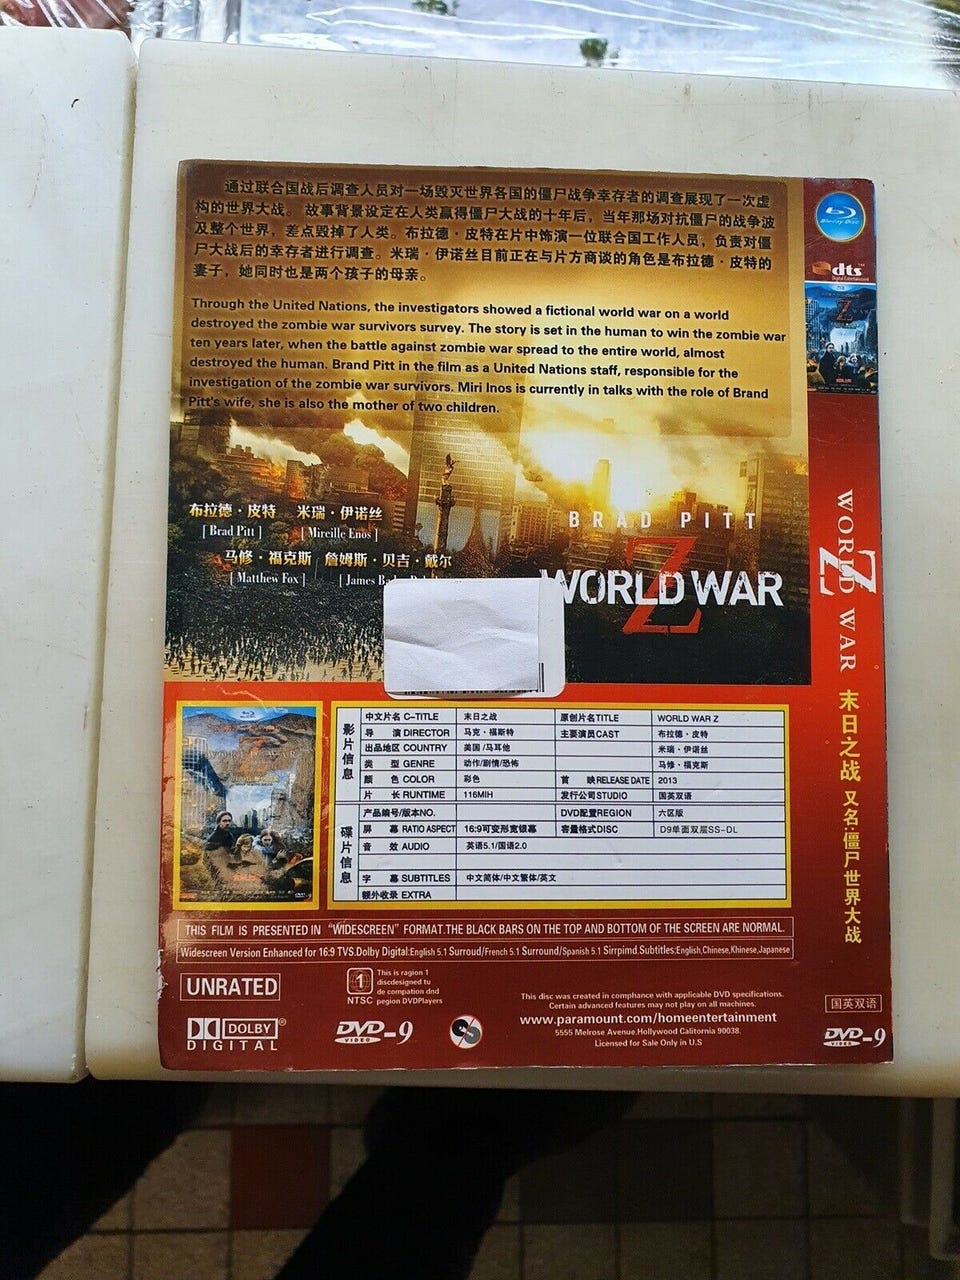 通过联合国战后调查人员对一场毁灭世界各国的僵尸战争幸存者的调查展现了一次虚
构的世界大战。故事背景设定在人类赢得僵尸大战的十年后，当年那场对抗僵尸的战争波
及整个世界，差点毁掉了人类。布拉德·皮特在片中饰演一位联合国工作人员，负责对僵
尸大战后的幸存者进行调查。米瑞·伊诺丝目前正在与片方商谈的角色是布拉德·皮特的
妻子，她同时也是两个孩子的母亲。
Through the United Nations, the investigators showed a fictional world war on a world
destroyed the zombie war survivors survey. The story is set in the human to win the zombie war
ten years later, when the battle against zombie war spread to the entire world, almost
destroyed the human. Brand Pitt in the film as a United Nations staff, responsible for the
investigation of the zombie war survivors. Miri Inos is currently in talks with the role of Brand
Pitt's wife, she is also the mother of two children.
布拉德·皮特 米瑞·伊诺丝
[ Brad Pitt ] [ Mireille Enos ]
马修·福克斯 詹姆斯·贝吉·戴尔
[ Matthew Fox ] [ James
BRAD PITT
WORLD WAR
Z
影片信息
中文片名 C-TITLE 末日之战 原创片名TITLE WORLD WAR Z
导 演 DIRECTOR 马克·福斯特 主要演员CAST 布拉德·皮特
出品地区 COUNTRY 美国 /马耳他 米瑞·伊诺丝
类 型 GENRE 动作/剧情/恐怖 马修·福克斯
颜 色 COLOR 彩色 首 映 RELEASE DATE 2013
片 长 RUNTIME 116MIH 发行公司STUDIO 国英双语
碟片信息
产品编号/版本NO. DVD配置REGION 六区版
屏 幕 RATIO ASPECT 16:9可变形宽银幕 容量格式DISC D9单面双层SS-DL
音 效 AUDIO 英语5.1/国语2.0
字 幕 SUBTITLES 中文简体/中文繁体/英文
额外收录 EXTRA
THIS FILM IS PRESENTED IN “WIDESCREEN” FORMAT.THE BLACK BARS ON THE TOP AND BOTTOM OF THE SCREEN ARE NORMAL.
Widescreen Version Enhanced for 16:9 TVS.Dolby Digital:English 5.1 Surroud/French 5.1 Surround/Spanish 5.1 Sirrpimd.Subtitles:English,Chinese,Khinese,Japanese
UNRATED
1
NTSC
This is ragion 1
discdesigned tu
de compation dnd
pegion DVDPlayers
DOLBY
DIGITAL
DVD-9
VIDEO
This disc was created in compliance with applicable DVD specifications.
Certain advanced features may not play on all machines.
www.paramount.com/homeentertainment
5555 Melrose Avenue,Hollywood Calitornia 90038.
Licensed for Sale Only in U.S
Blu-ray Disc
dts
Digital Entertainment
WORLD WAR
Z
末日之战 又名:僵尸世界大战
国英双语
DVD-9
VIDEO